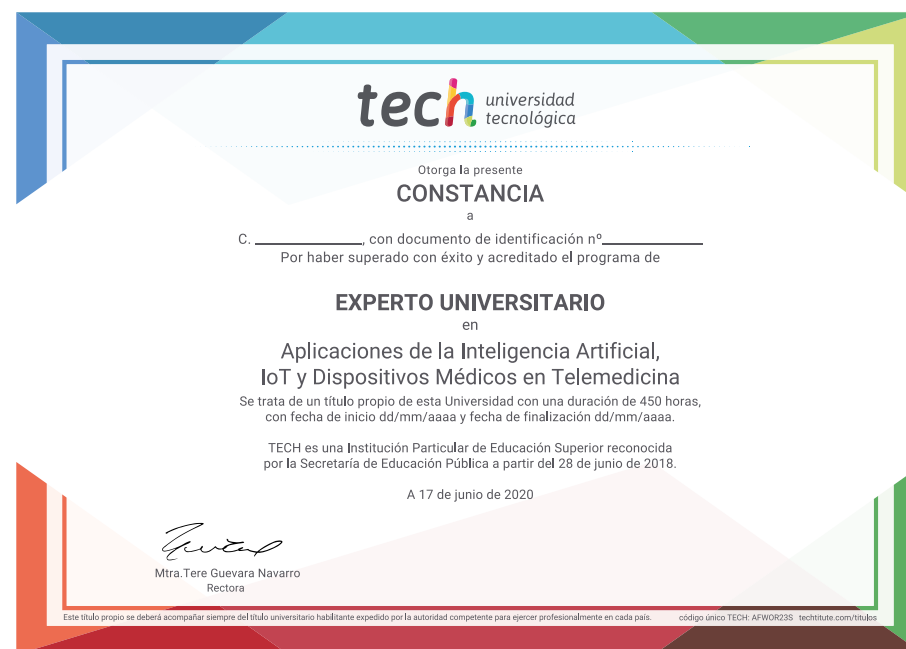 tech universidad
tecnológica
Otorga la presente
CONSTANCIA
a
C. ______________, con documento de identificación nº_____________
Por haber superado con éxito y acreditado el programa de
EXPERTO UNIVERSITARIO
en
Aplicaciones de la Inteligencia Artificial,
IoT y Dispositivos Médicos en Telemedicina
Se trata de un título propio de esta Universidad con una duración de 450 horas,
con fecha de inicio dd/mm/aaaa y fecha de finalización dd/mm/aaaa.
TECH es una Institución Particular de Educación Superior reconocida
por la Secretaría de Educación Pública a partir del 28 de junio de 2018.
A 17 de junio de 2020
Mtra.Tere Guevara Navarro
Rectora
Este título propio se deberá acompañar siempre del título universitario habilitante expedido por la autoridad competente para ejercer profesionalmente en cada país. código único TECH: AFWOR23S techtitute.com/titulos